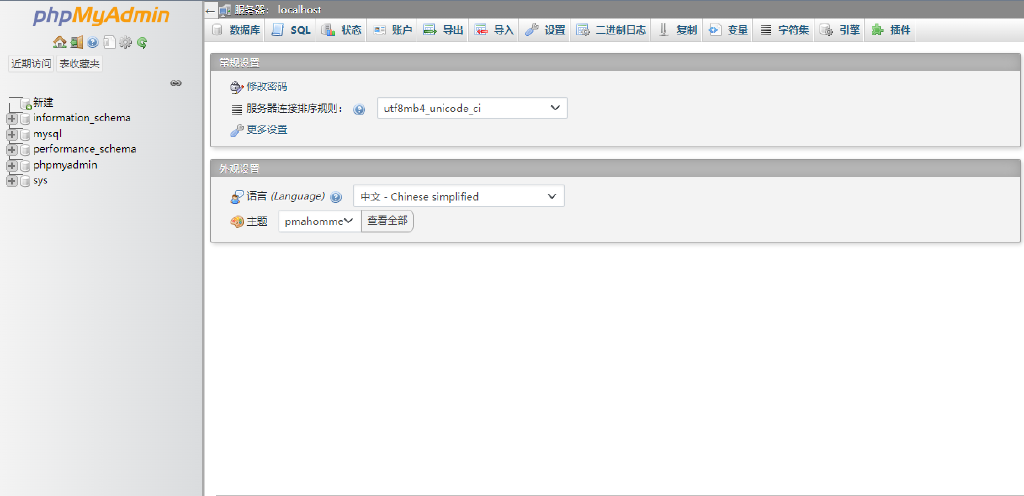 phpMyAdmin
近期访问 表收藏夹
新建
information_schema
mysql
performance_schema
phpmyadmin
sys
服务器: localhost
数据库 SQL 状态 账户 导出 导入 设置 二进制日志 复制 变量 字符集 引擎 插件
常规设置
修改密码
服务器连接排序规则: utf8mb4_unicode_ci
更多设置
外观设置
语言 (Language) 中文 - Chinese simplified
主题 pmahomme 查看全部